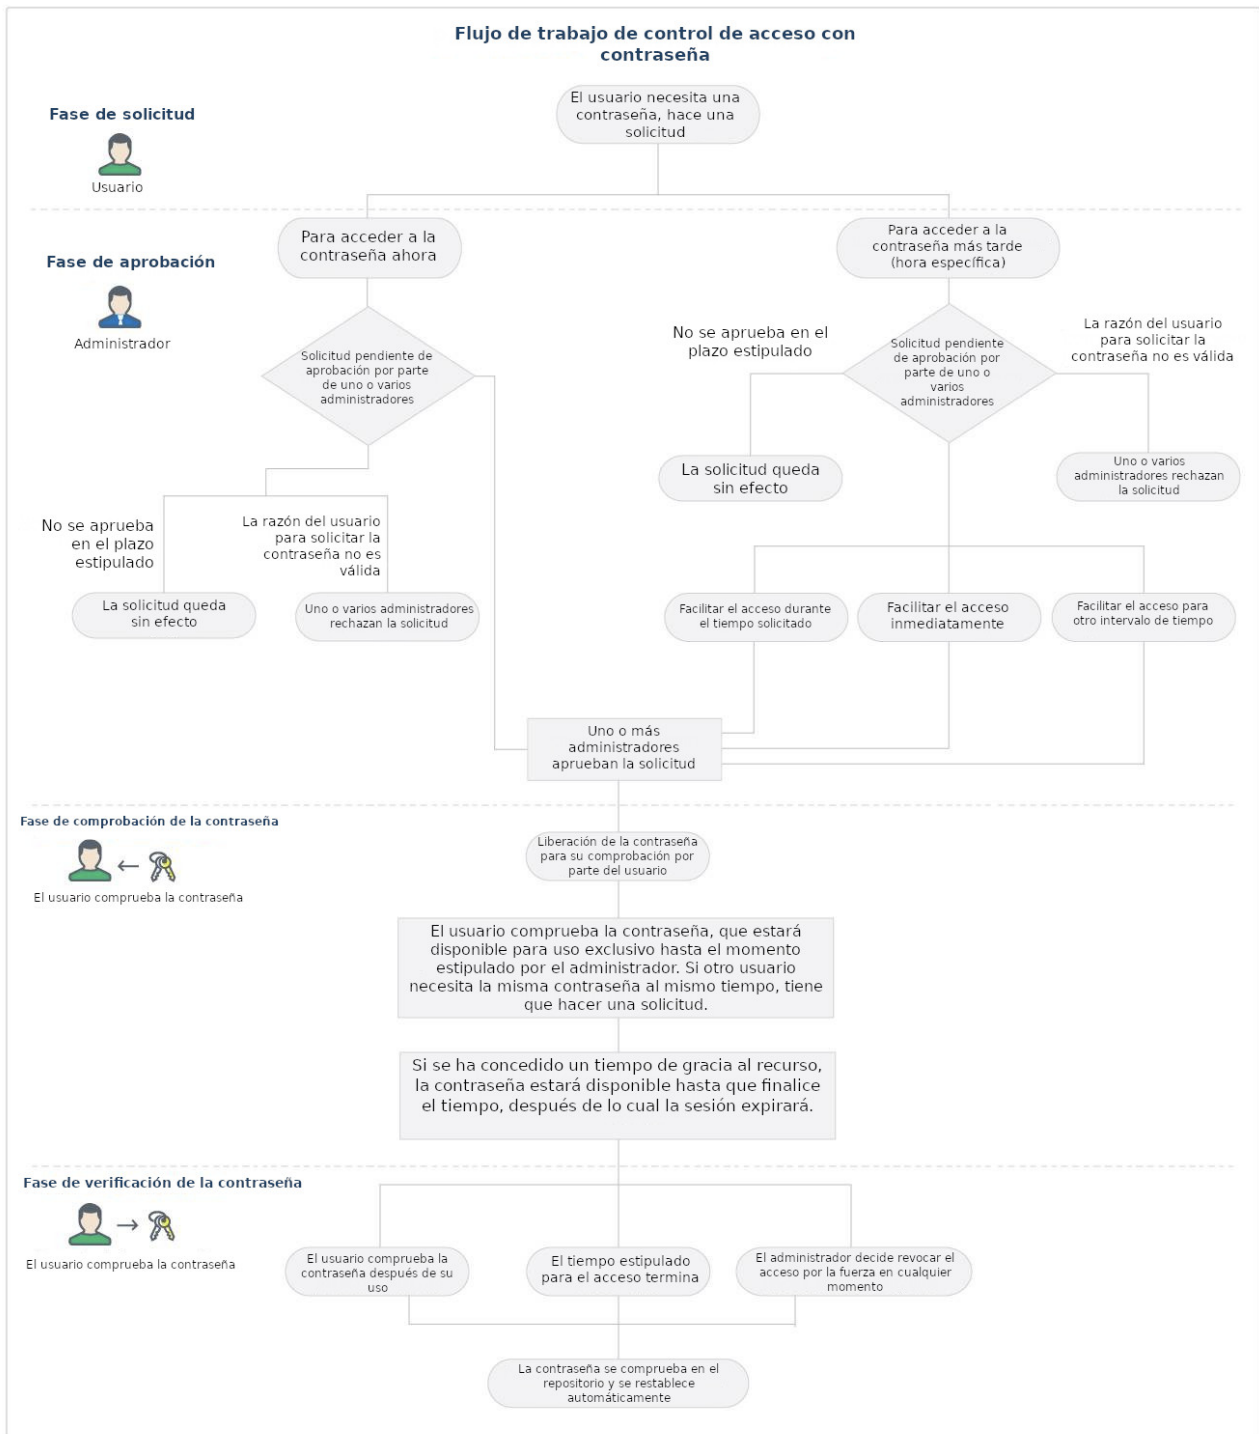 Flujo de trabajo de control de acceso con
contraseña
Fase de solicitud
Usuario
El usuario necesita una
contraseña, hace una
solicitud
Fase de aprobación
Administrador
Para acceder a la
contraseña ahora
Para acceder a la
contraseña más tarde
(hora específica)
Solicitud pendiente de
aprobación por parte
de uno o varios
administradores
No se aprueba en el
plazo estipulado
Solicitud pendiente
de aprobación por
parte de uno o
varios
administradores
La razón del usuario
para solicitar la
contraseña no es válida
La solicitud queda
sin efecto
Uno o varios
administradores rechazan
la solicitud
No se aprueba
en el plazo
estipulado
La razón del usuario
para solicitar la
contraseña no es
válida
La solicitud queda
sin efecto
Uno o varios administradores
rechazan la solicitud
Facilitar el acceso durante
el tiempo solicitado
Facilitar el acceso
inmediatamente
Facilitar el acceso para
otro intervalo de tiempo
Uno o más
administradores
aprueban la solicitud
Fase de comprobación de la contraseña
El usuario comprueba la contraseña
Liberación de la contraseña
para su comprobación por
parte del usuario
El usuario comprueba la contraseña, que estará
disponible para uso exclusivo hasta el momento
estipulado por el administrador. Si otro usuario
necesita la misma contraseña al mismo tiempo, tiene
que hacer una solicitud.
Si se ha concedido un tiempo de gracia al recurso,
la contraseña estará disponible hasta que finalice
el tiempo, después de lo cual la sesión expirará.
Fase de verificación de la contraseña
El usuario comprueba la contraseña
El usuario comprueba la
contraseña después de su
uso
El tiempo estipulado
para el acceso termina
El administrador decide revocar el
acceso por la fuerza en cualquier
momento
La contraseña se comprueba en el
repositorio y se restablece
automáticamente